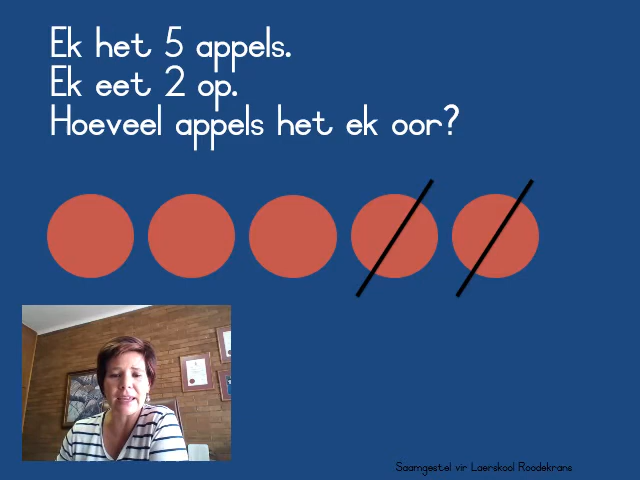 Ek het 5 appels.
Ek eet 2 op.
Hoeveel appels het ek oor?
Saamgestel vir Laerskool Roodekrans